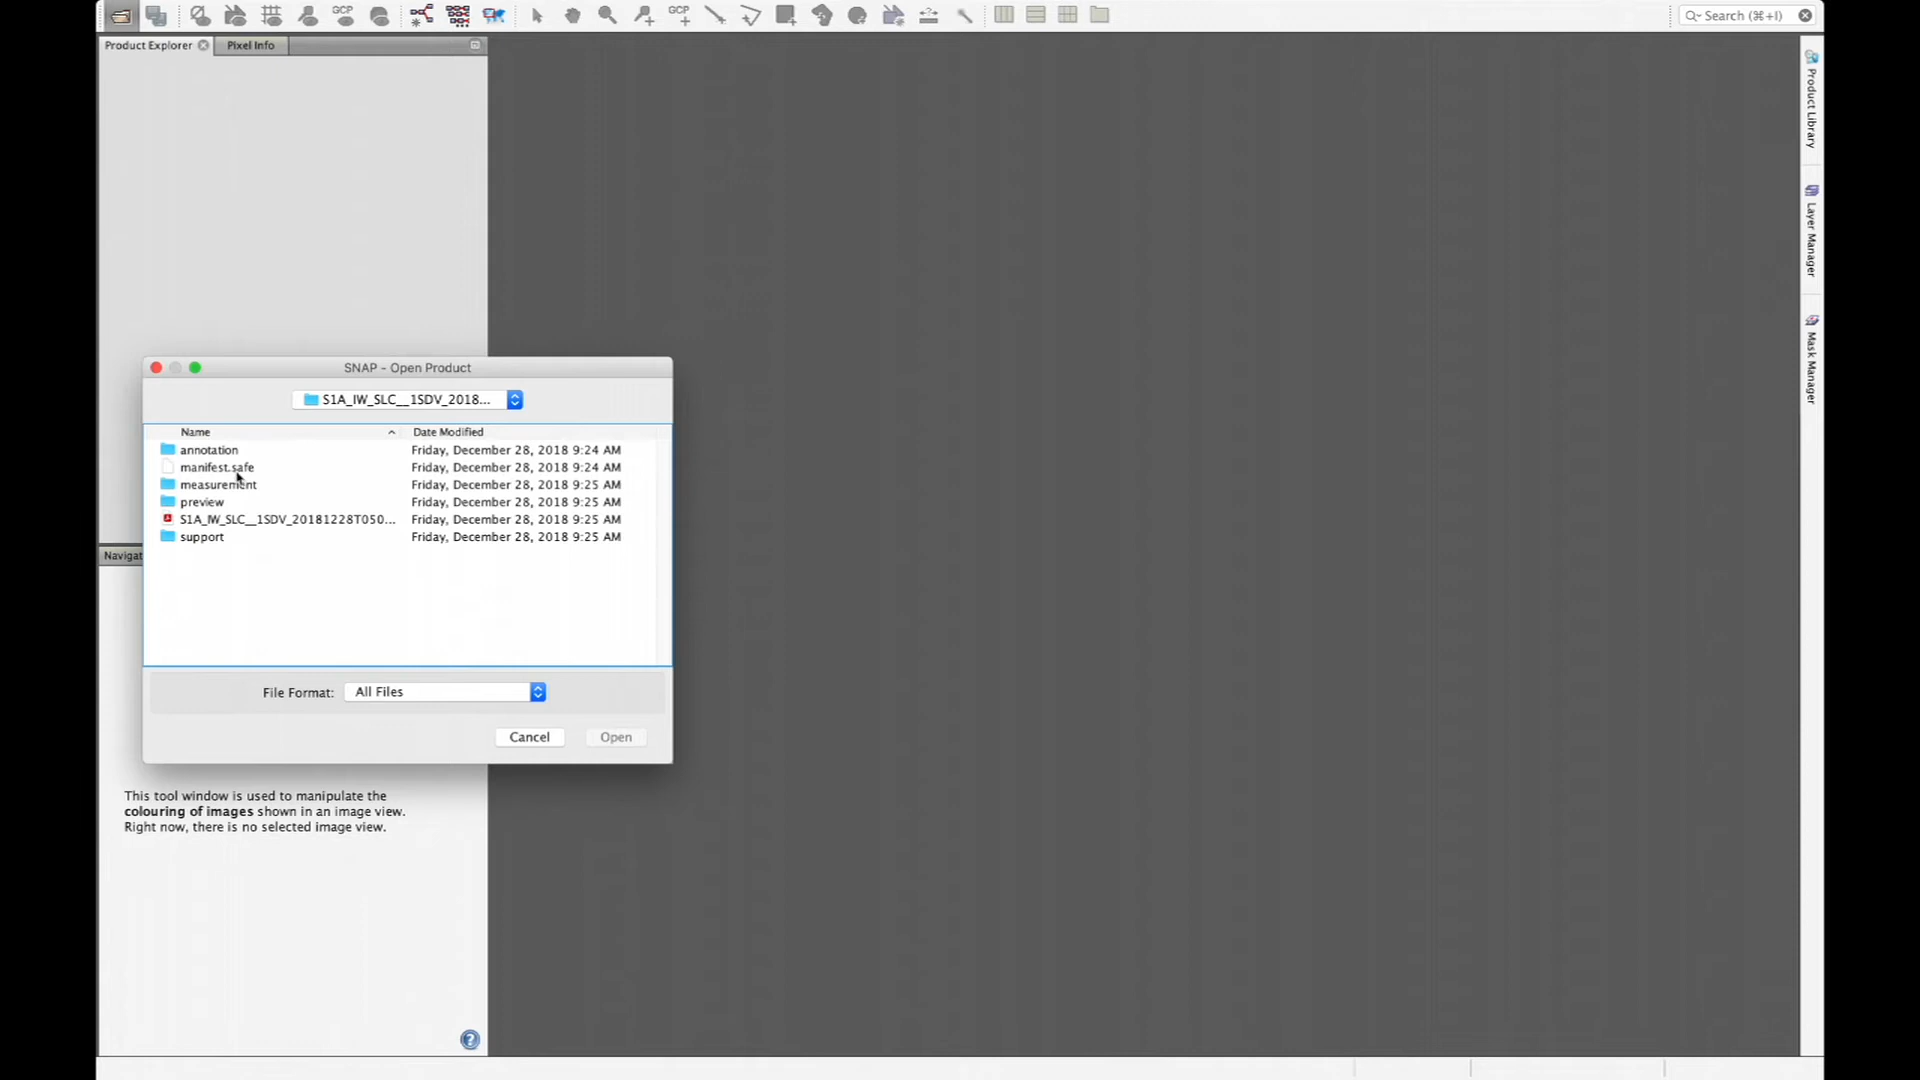 GCP GCP Search (⌘+I)
Product Explorer Pixel Info
Product Library
Layer Manager
Mask Manager
SNAP - Open Product
S1A_IW_SLC__1SDV_2018...
Name Date Modified
annotation Friday, December 28, 2018 9:24 AM
manifest.safe Friday, December 28, 2018 9:24 AM
measurement Friday, December 28, 2018 9:25 AM
preview Friday, December 28, 2018 9:25 AM
S1A_IW_SLC__1SDV_20181228T050... Friday, December 28, 2018 9:25 AM
support Friday, December 28, 2018 9:25 AM
Navigat
File Format: All Files
Cancel Open
This tool window is used to manipulate the
colouring of images shown in an image view.
Right now, there is no selected image view.
?